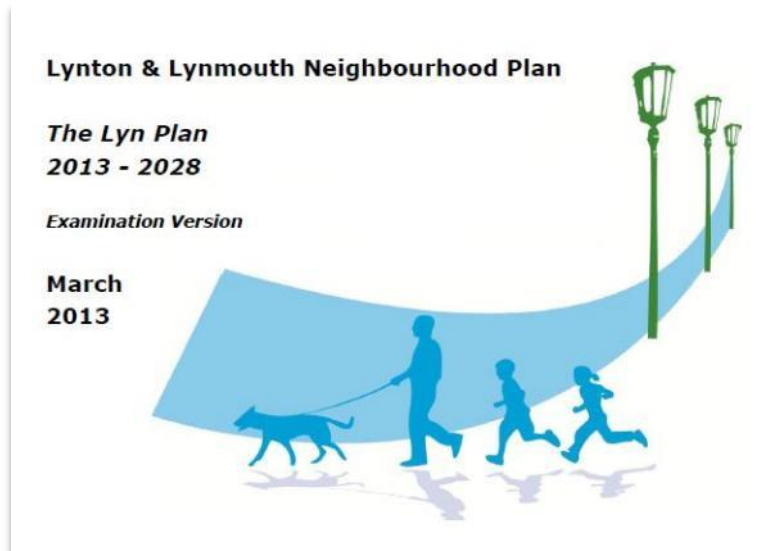 Lynton & Lynmouth Neighbourhood Plan
The Lyn Plan
2013 - 2028
Examination Version
March
2013